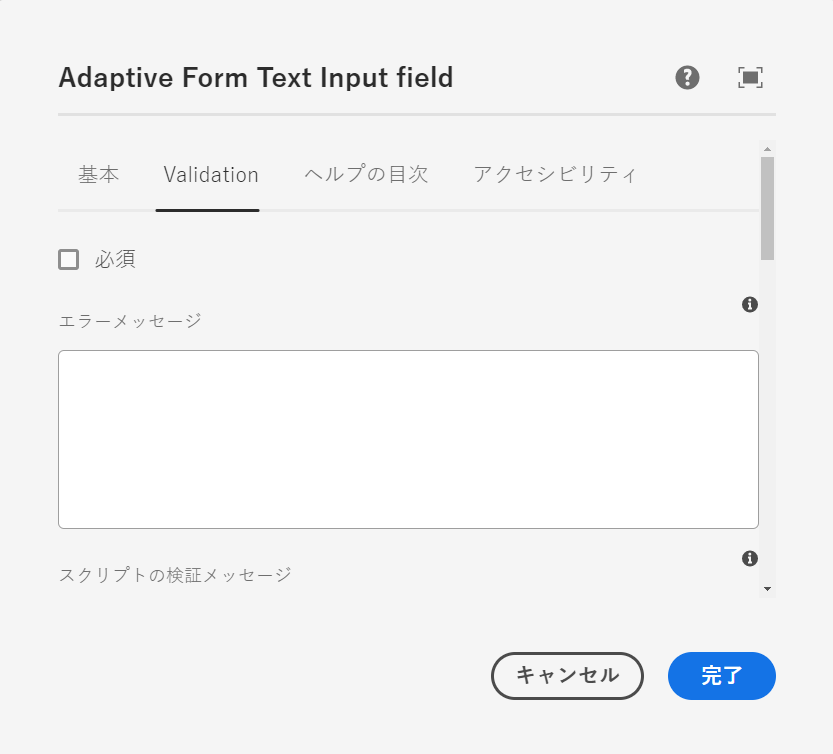 Adaptive Form Text Input field
基本 Validation ヘルプの目次 アクセシビリティ
必須
エラーメッセージ
スクリプトの検証メッセージ
キャンセル 完了